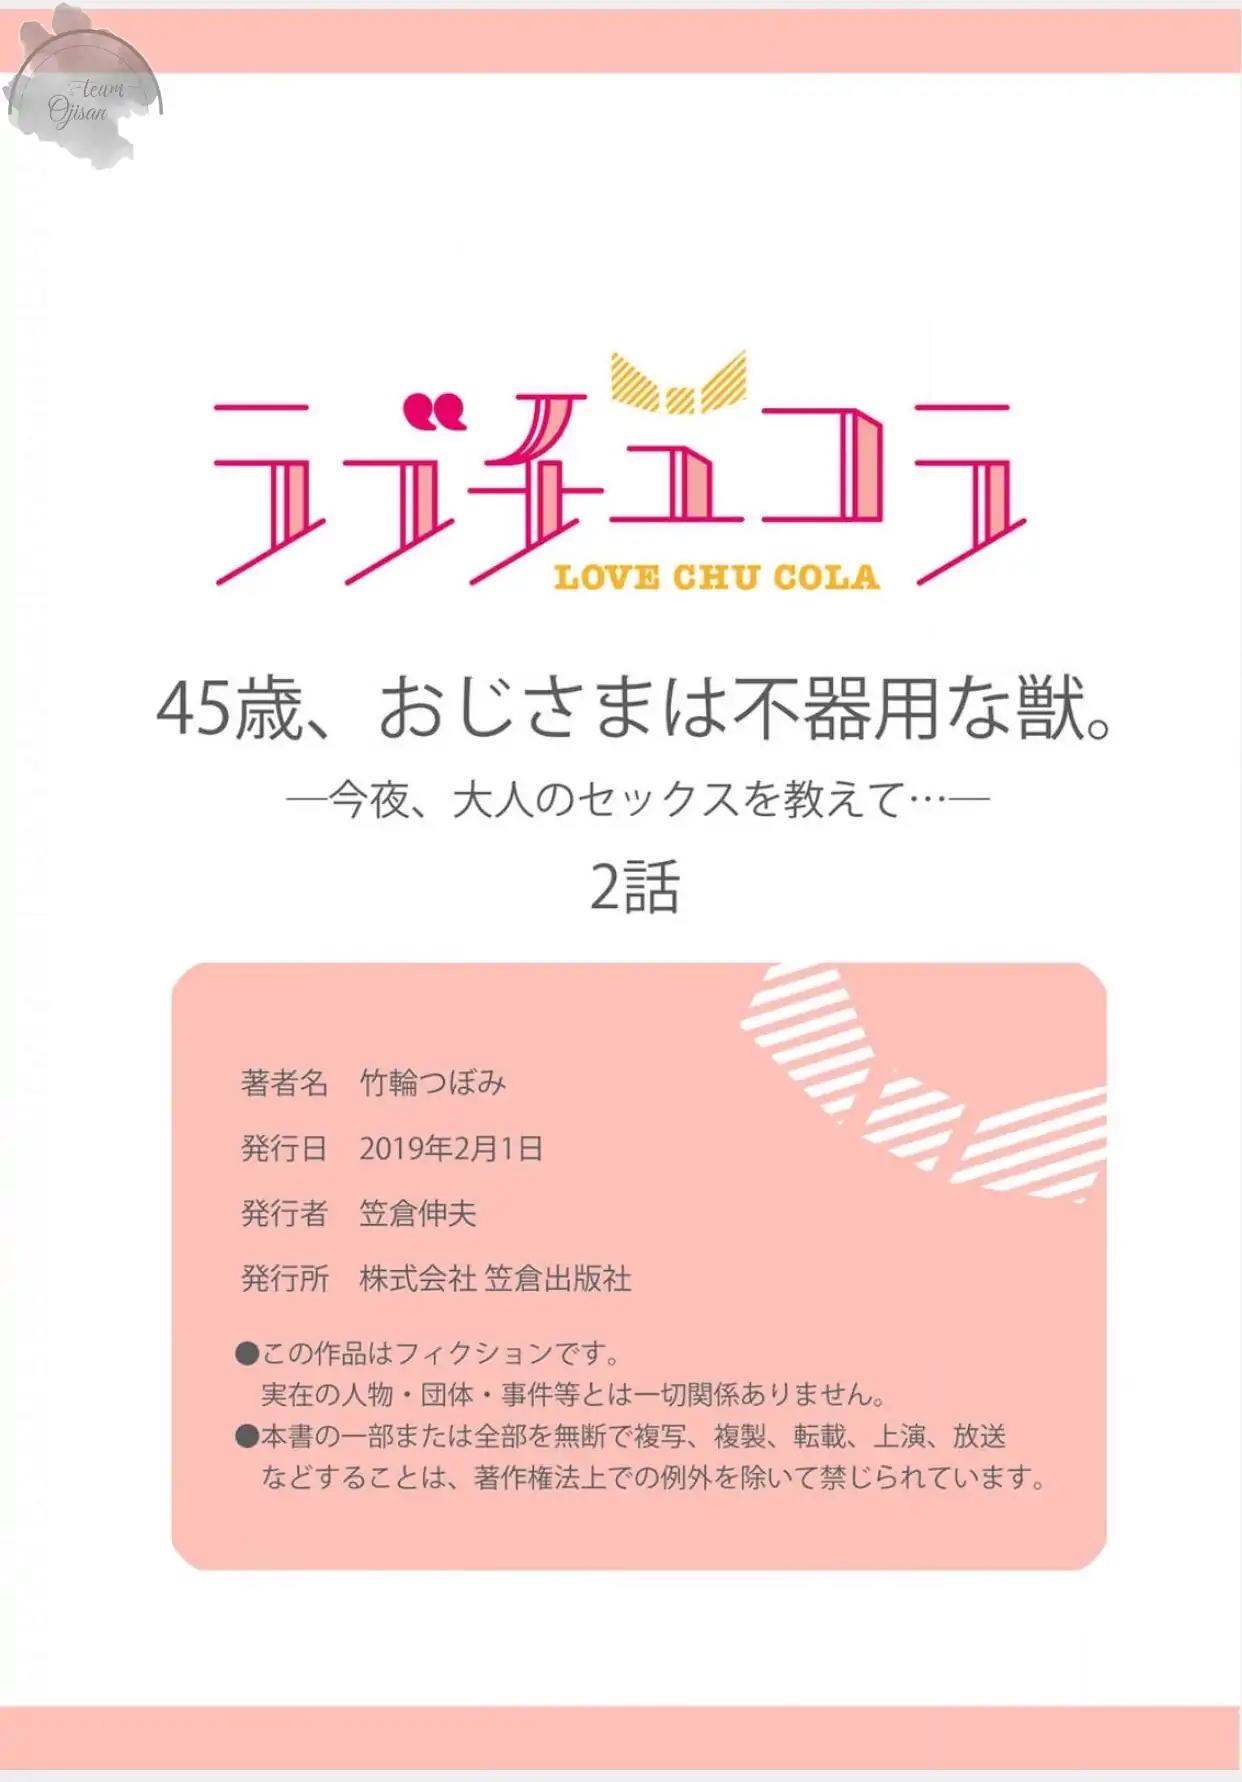 team
Ojisan
ラブチュコラ
LOVE CHU COLA
45歳、おじさまは不器用な獣。
―今夜、大人のセックスを教えて…―
2話
著者名 竹輪つぼみ
発行日 2019年2月1日
発行者 笠倉伸夫
発行所 株式会社 笠倉出版社
●この作品はフィクションです。
実在の人物・団体・事件等とは一切関係ありません。
●本書の一部または全部を無断で複写、複製、転載、上演、放送
などすることは、著作権法上での例外を除いて禁じられています。